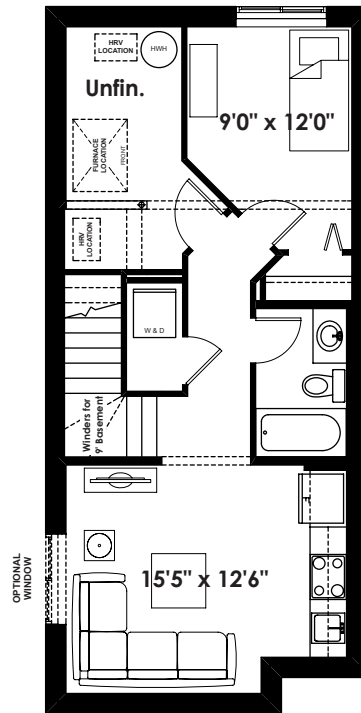 HRV
LOCATION
HWH
Unfin.
9'0" x 12'0"
FURNACE
LOCATION
FRONT
HRV
LOCATION
W & D
Winders for
9' Basement
OPTIONAL
WINDOW
15'5" x 12'6"